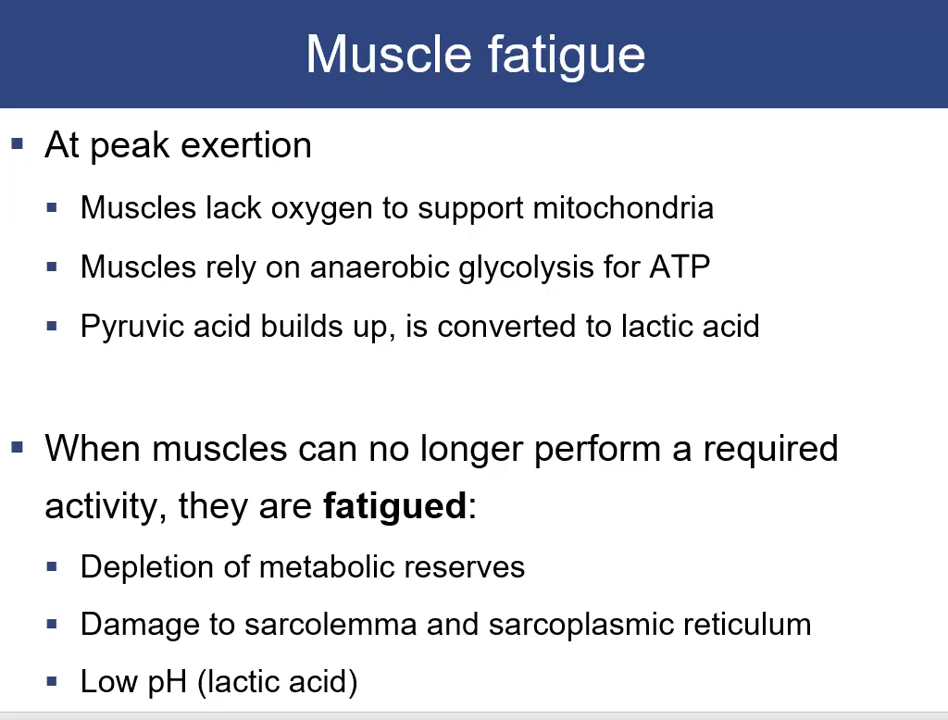 Muscle fatigue
At peak exertion
Muscles lack oxygen to support mitochondria
Muscles rely on anaerobic glycolysis for ATP
Pyruvic acid builds up, is converted to lactic acid
When muscles can no longer perform a required
activity, they are fatigued:
Depletion of metabolic reserves
Damage to sarcolemma and sarcoplasmic reticulum
Low pH (lactic acid)